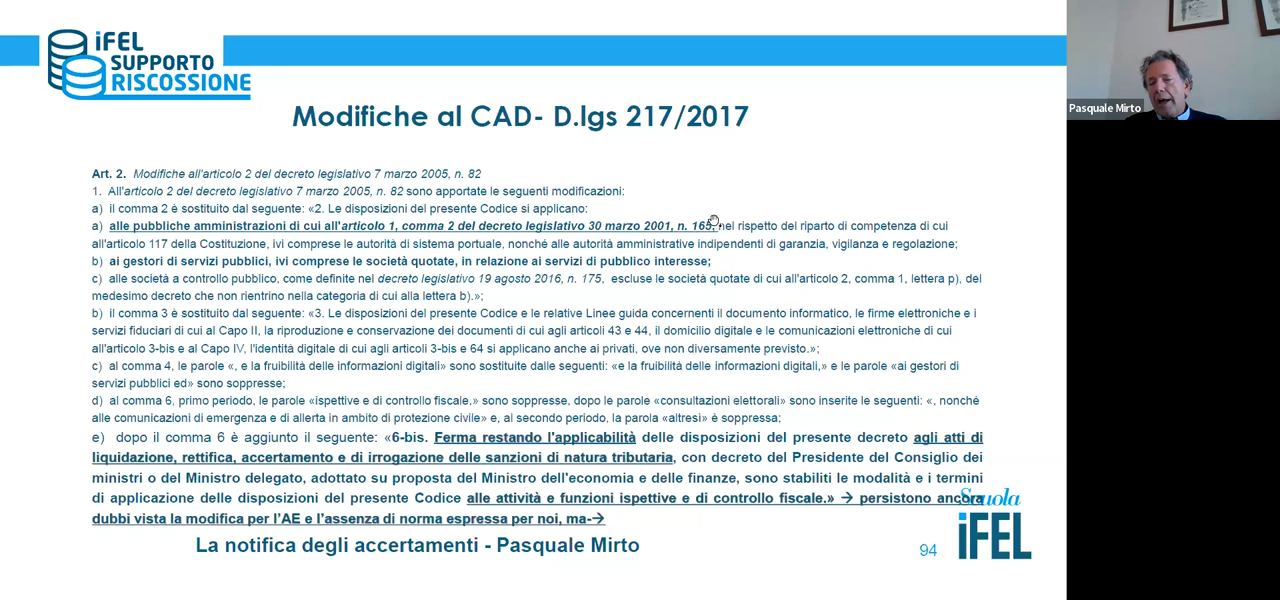 iFEL
SUPPORTO
RISCOSSIONE
Modifiche al CAD- D.lgs 217/2017
Pasquale Mirto
Art. 2. Modifiche all'articolo 2 del decreto legislativo 7 marzo 2005, n. 82
1. All'articolo 2 del decreto legislativo 7 marzo 2005, n. 82 sono apportate le seguenti modificazioni:
a) il comma 2 è sostituito dal seguente: «2. Le disposizioni del presente Codice si applicano:
a) alle pubbliche amministrazioni di cui all'articolo 1, comma 2 del decreto legislativo 30 marzo 2001, n. 165, nel rispetto del riparto di competenza di cui
all'articolo 117 della Costituzione, ivi comprese le autorità di sistema portuale, nonché alle autorità amministrative indipendenti di garanzia, vigilanza e regolazione;
b) ai gestori di servizi pubblici, ivi comprese le società quotate, in relazione ai servizi di pubblico interesse;
c) alle società a controllo pubblico, come definite nel decreto legislativo 19 agosto 2016, n. 175, escluse le società quotate di cui all'articolo 2, comma 1, lettera p), del
medesimo decreto che non rientrino nella categoria di cui alla lettera b).»;
b) il comma 3 è sostituito dal seguente: «3. Le disposizioni del presente Codice e le relative Linee guida concernenti il documento informatico, le firme elettroniche e i
servizi fiduciari di cui al Capo II, la riproduzione e conservazione dei documenti di cui agli articoli 43 e 44, il domicilio digitale e le comunicazioni elettroniche di cui
all'articolo 3-bis e al Capo IV, l'identità digitale di cui agli articoli 3-bis e 64 si applicano anche ai privati, ove non diversamente previsto.»;
c) al comma 4, le parole «, e la fruibilità delle informazioni digitali» sono sostituite dalle seguenti: «e la fruibilità delle informazioni digitali,» e le parole «ai gestori di
servizi pubblici ed» sono soppresse;
d) al comma 6, primo periodo, le parole «ispettive e di controllo fiscale,» sono soppresse, dopo le parole «consultazioni elettorali» sono inserite le seguenti: «, nonché
alle comunicazioni di emergenza e di allerta in ambito di protezione civile» e, al secondo periodo, la parola «altresì» è soppressa;
e) dopo il comma 6 è aggiunto il seguente: «6-bis. Ferma restando l'applicabilità delle disposizioni del presente decreto agli atti di
liquidazione, rettifica, accertamento e di irrogazione delle sanzioni di natura tributaria, con decreto del Presidente del Consiglio dei
ministri o del Ministro delegato, adottato su proposta del Ministro dell'economia e delle finanze, sono stabiliti le modalità e i termini
di applicazione delle disposizioni del presente Codice alle attività e funzioni ispettive e di controllo fiscale.» → persistono ancora
dubbi vista la modifica per l'AE e l'assenza di norma espressa per noi, ma-→
La notifica degli accertamenti - Pasquale Mirto
94
Scuola
iFEL